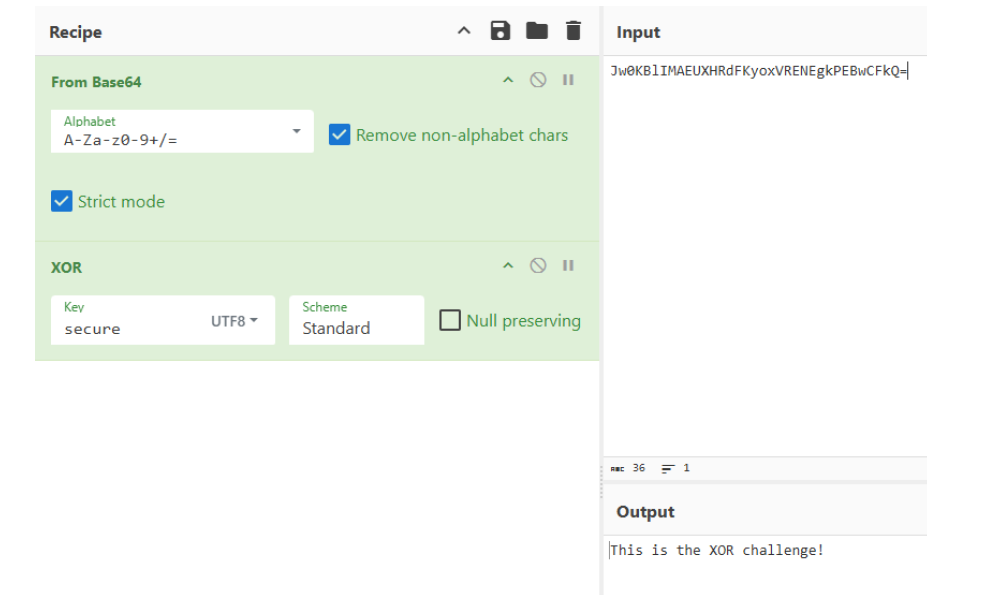 Recipe
From Base64
Alphabet
A-Za-z0-9+/=
Remove non-alphabet chars
Strict mode
XOR
Key
secure
UTF8
Scheme
Standard
Null preserving
Input
Jw0KBlIMAEUXHRdFKyoxVRENEgkPEBwCFkQ=
ABC 36 1
Output
This is the XOR challenge!